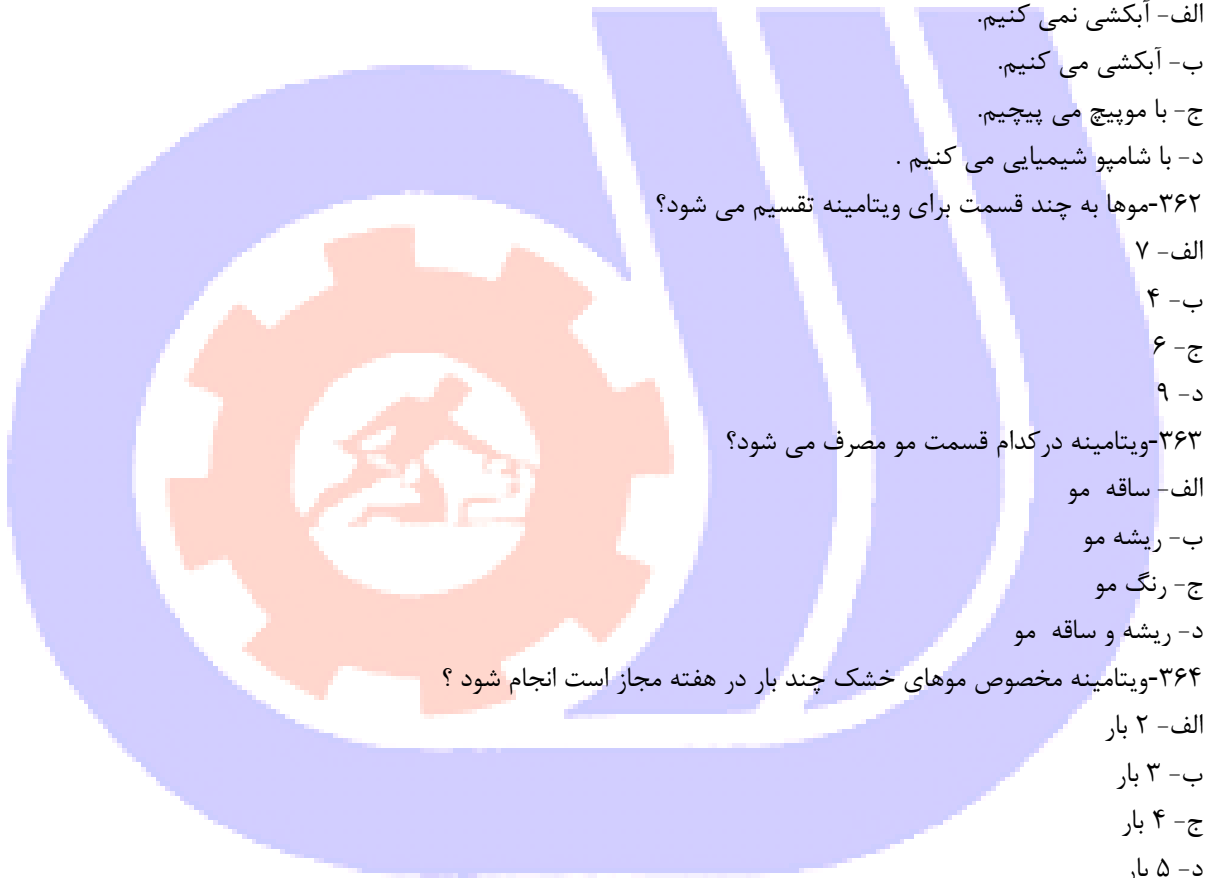 الف- آبکشی نمی کنیم.
ب- آبکشی می کنیم.
ج- با موپیچ می پیچیم.
د- با شامپو شیمیایی می کنیم .
۳۶۲-موها به چند قسمت برای ویتامینه تقسیم می شود؟
الف- ۷
ب- ۴
ج- ۶
د- ۹
۳۶۳-ویتامینه درکدام قسمت مو مصرف می شود؟
الف- ساقه مو
ب- ریشه مو
ج- رنگ مو
د- ریشه و ساقه مو
۳۶۴-ویتامینه مخصوص موهای خشک چند بار در هفته مجاز است انجام شود ؟
الف- ۲ بار
ب- ۳ بار
ج- ۴ بار
د- ۵ بار